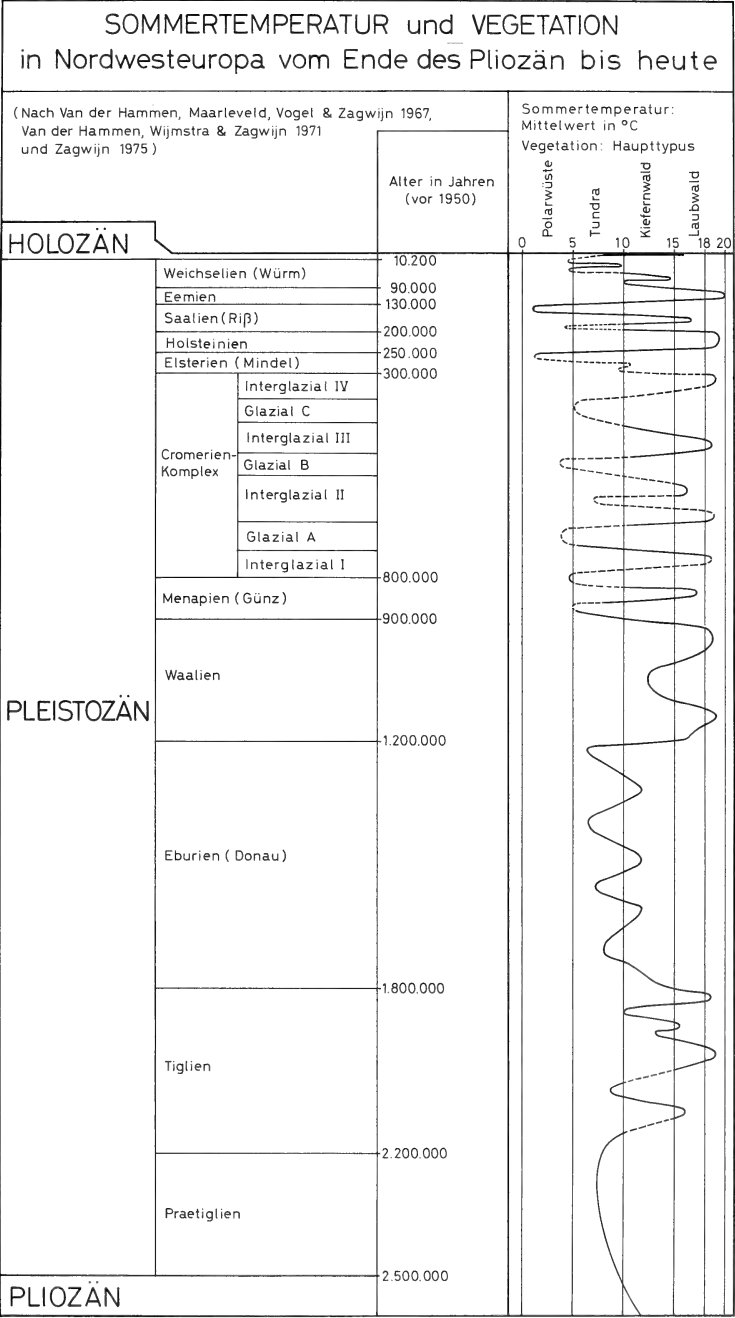 SOMMERTEMPERATUR und VEGETATION
in Nordwesteuropa vom Ende des Pliozän bis heute
(Nach Van der Hammen, Maarleveld, Vogel & Zagwijn 1967,
Van der Hammen, Wijmstra & Zagwijn 1971
und Zagwijn 1975)
Alter in Jahren
(vor 1950)
Sommertemperatur:
Mittelwert in °C
Vegetation: Haupttypus
Polarwüste
Tundra
Kiefernwald
Laubwald
0 5 10 15 18 20
HOLOZÄN
10.200
Weichselien (Würm)
90.000
Eemien
130.000
Saalien (Riß)
200.000
Holsteinien
250.000
Elsterien (Mindel)
300.000
Cromerien-
Komplex
Interglazial IV
Glazial C
Interglazial III
Glazial B
Interglazial II
Glazial A
Interglazial I
800.000
Menapien (Günz)
900.000
Waalien
PLEISTOZÄN
1.200.000
Eburien (Donau)
1.800.000
Tiglien
2.200.000
Praetiglien
2.500.000
PLIOZÄN